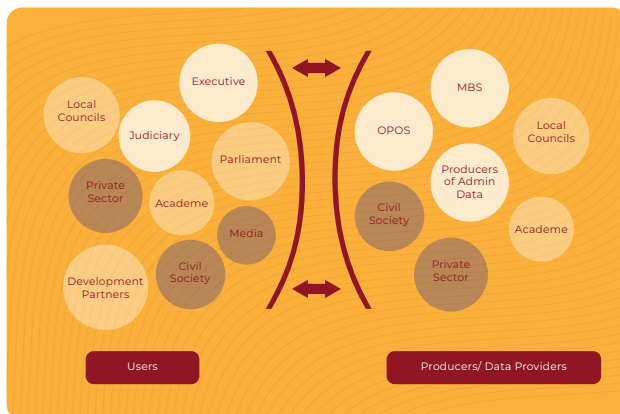 Executive
Local
Councils
Judiciary
Parliament
Private
Sector
Academe
Media
Civil
Society
Development
Partners
Users
MBS
OPOS
Local
Councils
Producers
of Admin
Data
Civil
Society
Academe
Private
Sector
Producers/ Data Providers